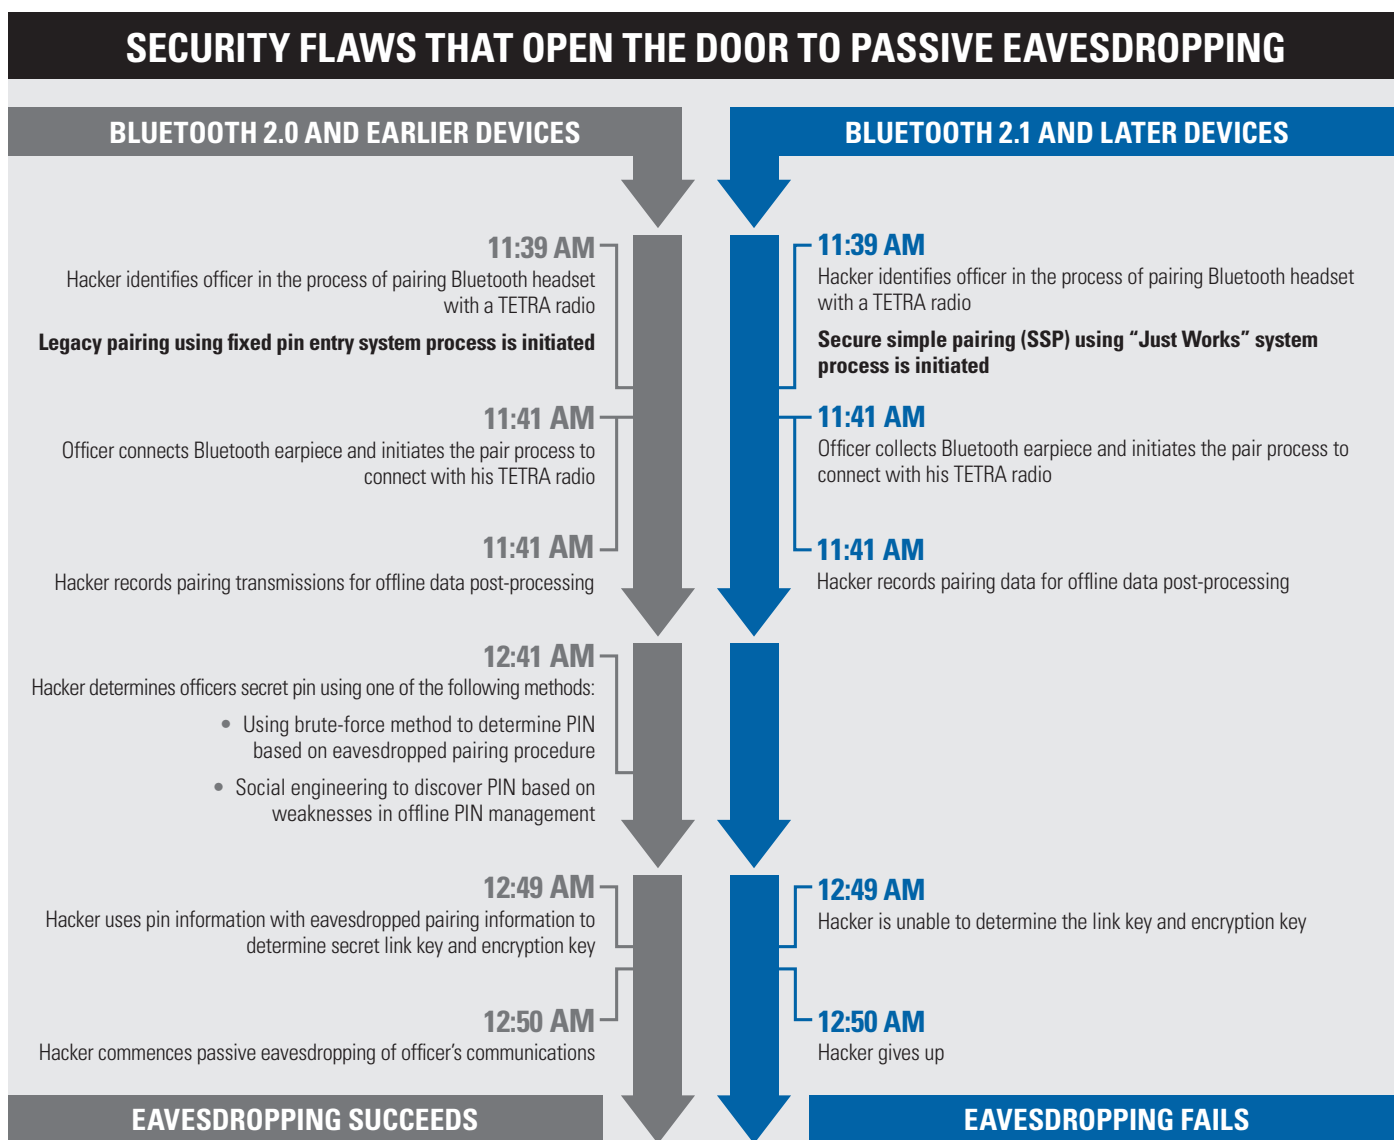 SECURITY FLAWS THAT OPEN THE DOOR TO PASSIVE EAVESDROPPING
BLUETOOTH 2.0 AND EARLIER DEVICES
11:39 AM
Hacker identifies officer in the process of pairing Bluetooth headset
with a TETRA radio
Legacy pairing using fixed pin entry system process is initiated
11:41 AM
Officer connects Bluetooth earpiece and initiates the pair process to
connect with his TETRA radio
11:41 AM
Hacker records pairing transmissions for offline data post-processing
12:41 AM
Hacker determines officers secret pin using one of the following methods:
• Using brute-force method to determine PIN
based on eavesdropped pairing procedure
• Social engineering to discover PIN based on
weaknesses in offline PIN management
12:49 AM
Hacker uses pin information with eavesdropped pairing information to
determine secret link key and encryption key
12:50 AM
Hacker commences passive eavesdropping of officer's communications
EAVESDROPPING SUCCEEDS
BLUETOOTH 2.1 AND LATER DEVICES
11:39 AM
Hacker identifies officer in the process of pairing Bluetooth headset
with a TETRA radio
Secure simple pairing (SSP) using “Just Works” system
process is initiated
11:41 AM
Officer collects Bluetooth earpiece and initiates the pair process to
connect with his TETRA radio
11:41 AM
Hacker records pairing data for offline data post-processing
12:49 AM
Hacker is unable to determine the link key and encryption key
12:50 AM
Hacker gives up
EAVESDROPPING FAILS